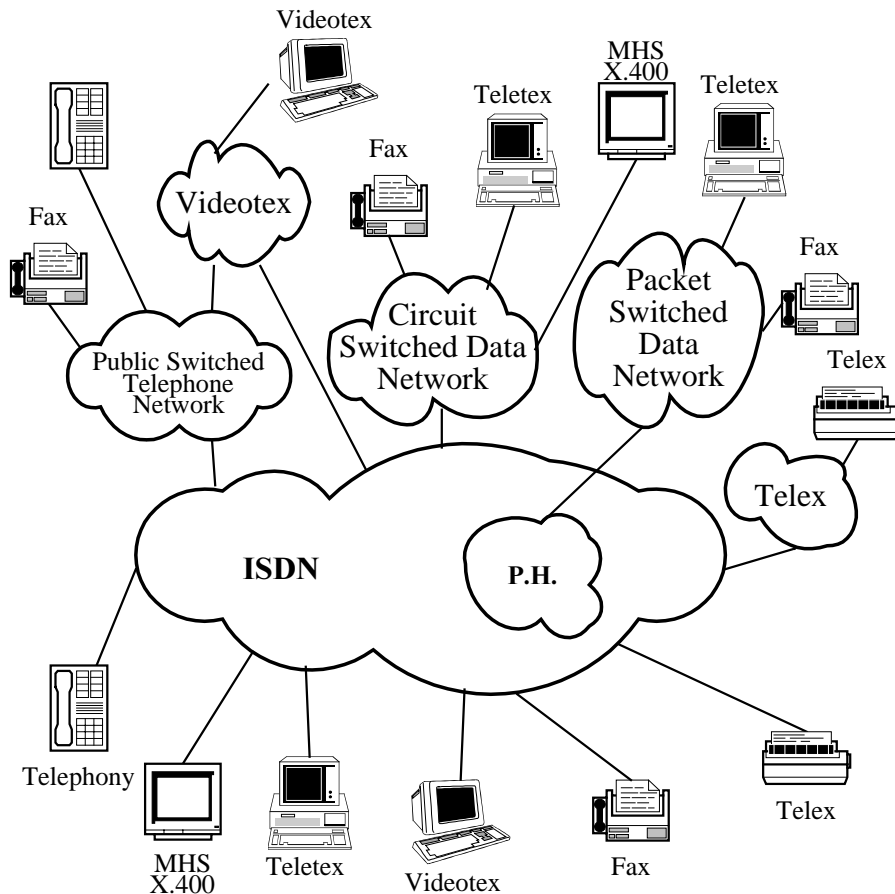 Videotex
MHS
X.400
Teletex
Teletex
Fax
Videotex
Fax
Circuit
Switched Data
Network
Packet
Switched
Data
Network
Fax
Public Switched
Telephone
Network
Telex
Telex
ISDN
P.H.
Telephony
MHS
X.400
Teletex
Videotex
Fax
Telex